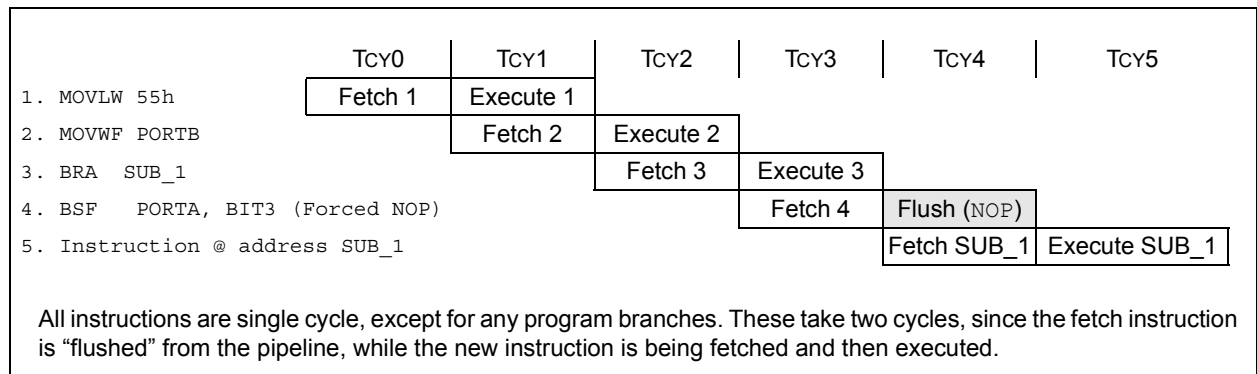 TCY0 TCY1 TCY2 TCY3 TCY4 TCY5
1. MOVLW 55h Fetch 1 Execute 1
2. MOVWF PORTB Fetch 2 Execute 2
3. BRA SUB_1 Fetch 3 Execute 3
4. BSF PORTA, BIT3 (Forced NOP) Fetch 4 Flush (NOP)
5. Instruction @ address SUB_1 Fetch SUB_1 Execute SUB_1
All instructions are single cycle, except for any program branches. These take two cycles, since the fetch instruction
is “flushed” from the pipeline, while the new instruction is being fetched and then executed.